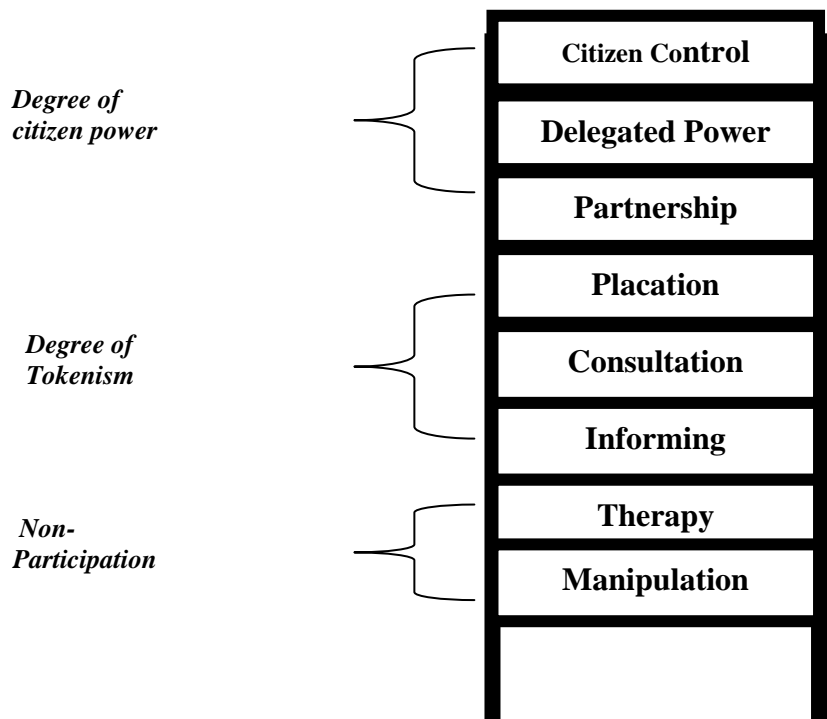 Citizen Control
Degree of
citizen power
Delegated Power
Partnership
Placation
Degree of
Tokenism
Consultation
Informing
Non-
Participation
Therapy
Manipulation